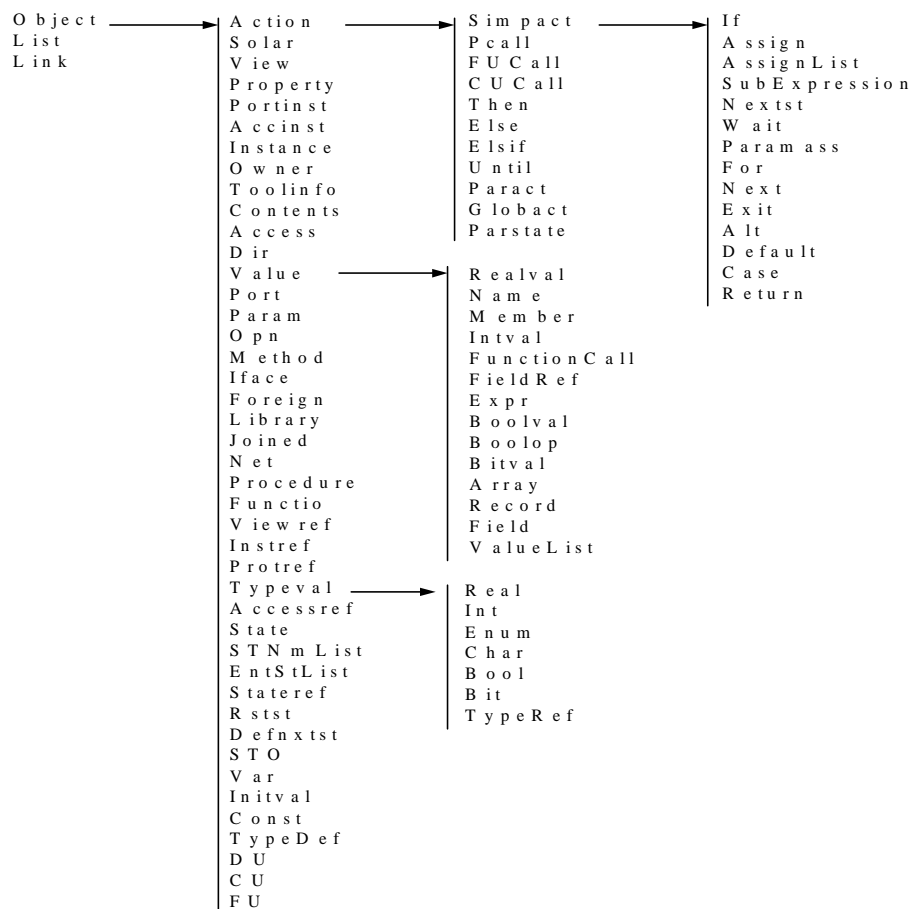 Object
List
Link
Action
Solar
View
Property
Portinst
Accinst
Instance
Owner
Toolinfo
Contents
Access
Dir
Value
Port
Param
Opn
Method
Iface
Foreign
Library
Joined
Net
Procedure
Functio
Viewref
Instref
Protref
Typeval
Accessref
State
STNmList
EntStList
Stateref
Rstst
Defnxtst
STO
Var
Initval
Const
TypeDef
DU
CU
FU
Simpact
Pcall
FUCall
CUCall
Then
Else
Elsif
Until
Paract
Globact
Parstate
Realval
Name
Member
Intval
FunctionCall
FieldRef
Expr
Boolval
Boolop
Bitval
Array
Record
Field
ValueList
Real
Int
Enum
Char
Bool
Bit
TypeRef
If
Assign
AssignList
SubExpression
Nextst
Wait
Paramass
For
Next
Exit
Alt
Default
Case
Return